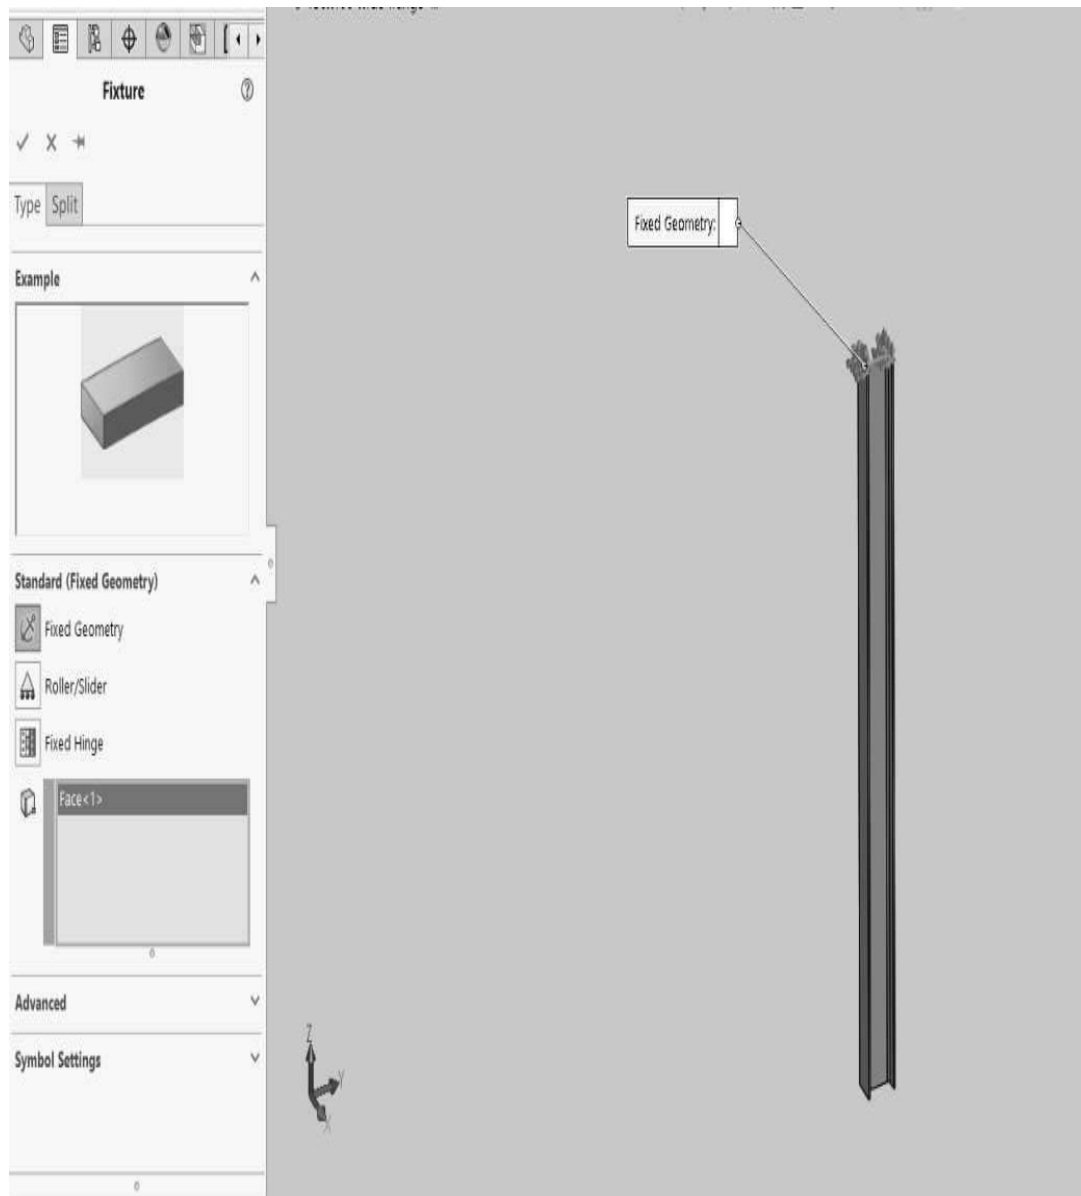 Fixture
Type Split
Fixed Geometry:
Example
Standard (Fixed Geometry)
Fixed Geometry
Roller/Slider
Fixed Hinge
Face<1>
Advanced
Symbol Settings
Z
Y
X